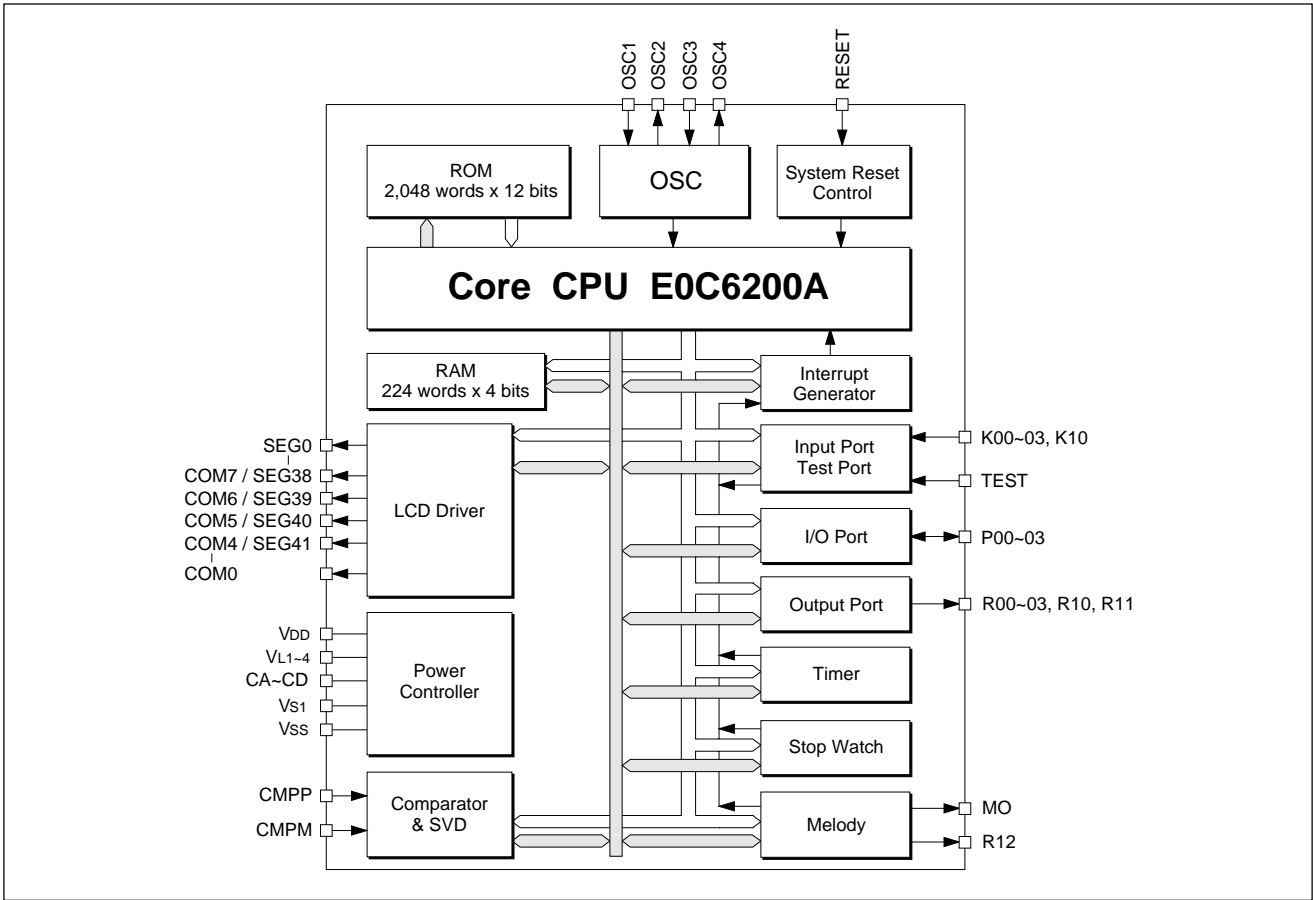 OSC1
OSC2
OSC3
OSC4
RESET
ROM
2,048 words x 12 bits
OSC
System Reset
Control
Core CPU E0C6200A
RAM
224 words x 4 bits
Interrupt
Generator
SEG0
COM7 / SEG38
COM6 / SEG39
COM5 / SEG40
COM4 / SEG41
COM0
LCD Driver
Input Port
Test Port
K00~03, K10
TEST
I/O Port
P00~03
Output Port
R00~03, R10, R11
VDD
VL1~4
CA~CD
VS1
VSS
Power
Controller
Timer
Stop Watch
CMPP
CMPM
Comparator
& SVD
Melody
MO
R12